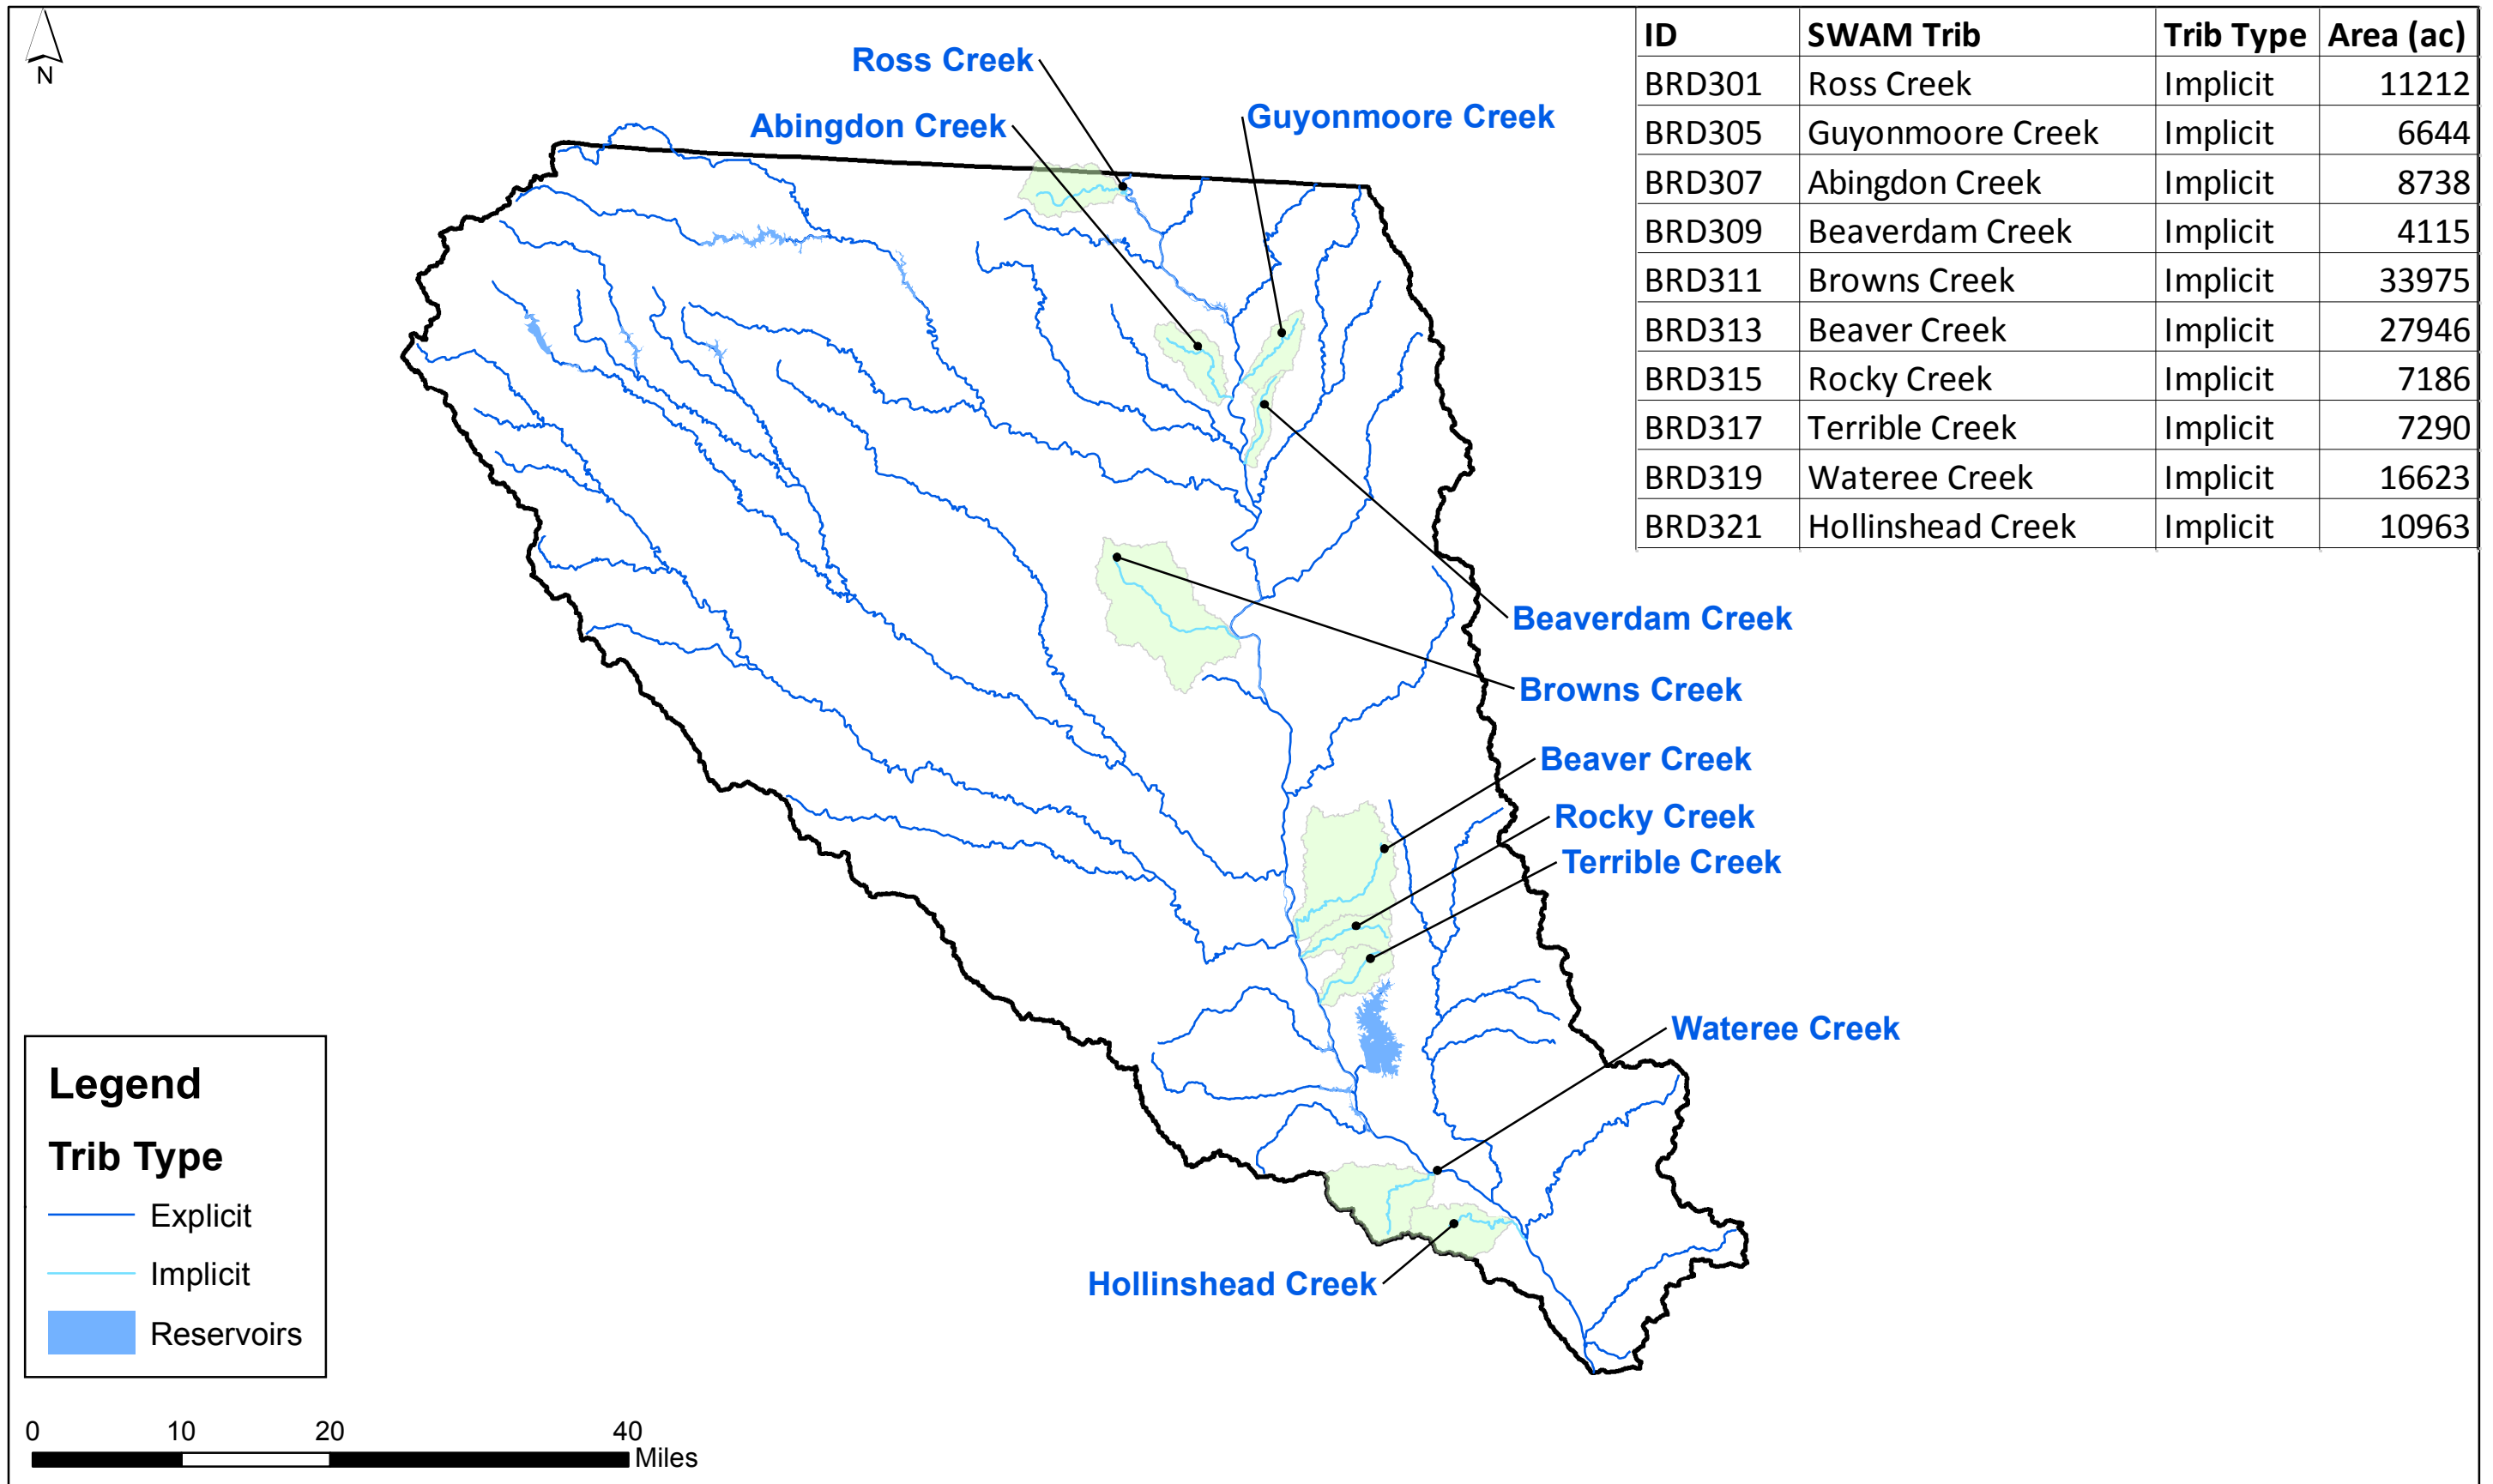 N
Ross Creek
Abingdon Creek
Guyonmoore Creek
ID SWAM Trib Trib Type Area (ac)
BRD301 Ross Creek Implicit 11212
BRD305 Guyonmoore Creek Implicit 6644
BRD307 Abingdon Creek Implicit 8738
BRD309 Beaverdam Creek Implicit 4115
BRD311 Browns Creek Implicit 33975
BRD313 Beaver Creek Implicit 27946
BRD315 Rocky Creek Implicit 7186
BRD317 Terrible Creek Implicit 7290
BRD319 Wateree Creek Implicit 16623
BRD321 Hollinshead Creek Implicit 10963
Beaverdam Creek
Browns Creek
Beaver Creek
Rocky Creek
Terrible Creek
Wateree Creek
Hollinshead Creek
Legend
Trib Type
Explicit
Implicit
Reservoirs
0 10 20 40
Miles